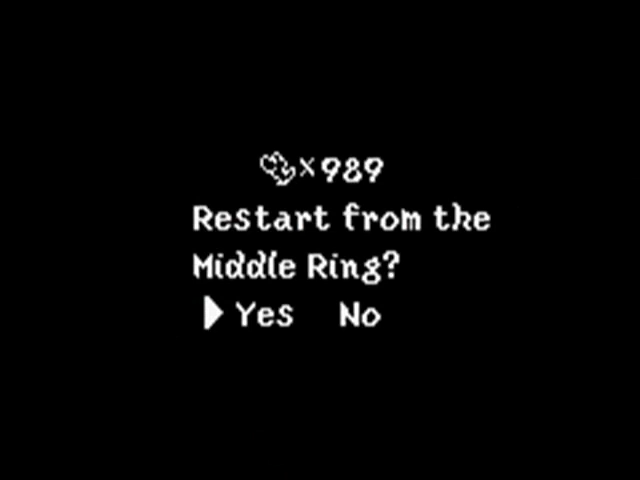 ×989
Restart from the
Middle Ring?
Yes No